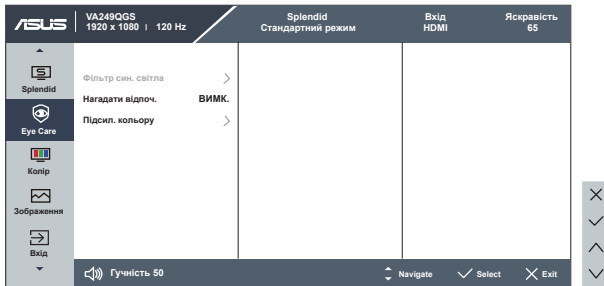 ASUS
VA249QGS
1920 x 1080 | 120 Hz
Splendid
Стандартний режим
Вхід
HDMI
Яскравість
65
Splendid
Eye Care
Колір
Зображення
Вхід
Фільтр син. світла
Нагадати відпоч. ВИМК.
Підсил. кольору
Гучність 50
Navigate
Select
Exit